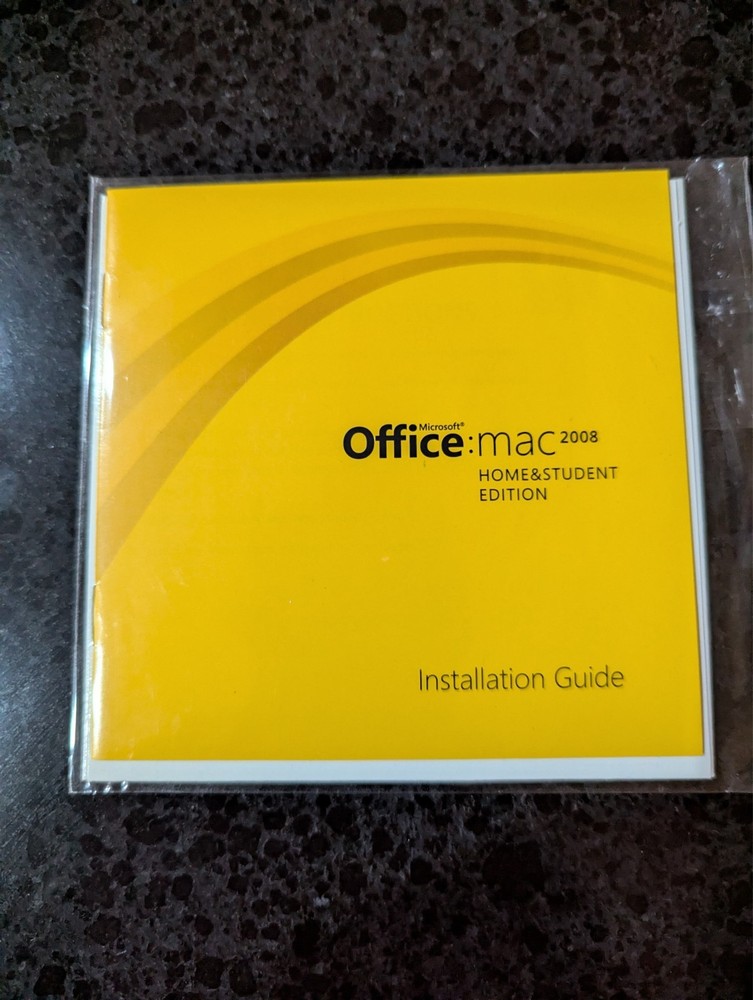 Microsoft®
Office:mac 2008
HOME&STUDENT
EDITION
Installation Guide